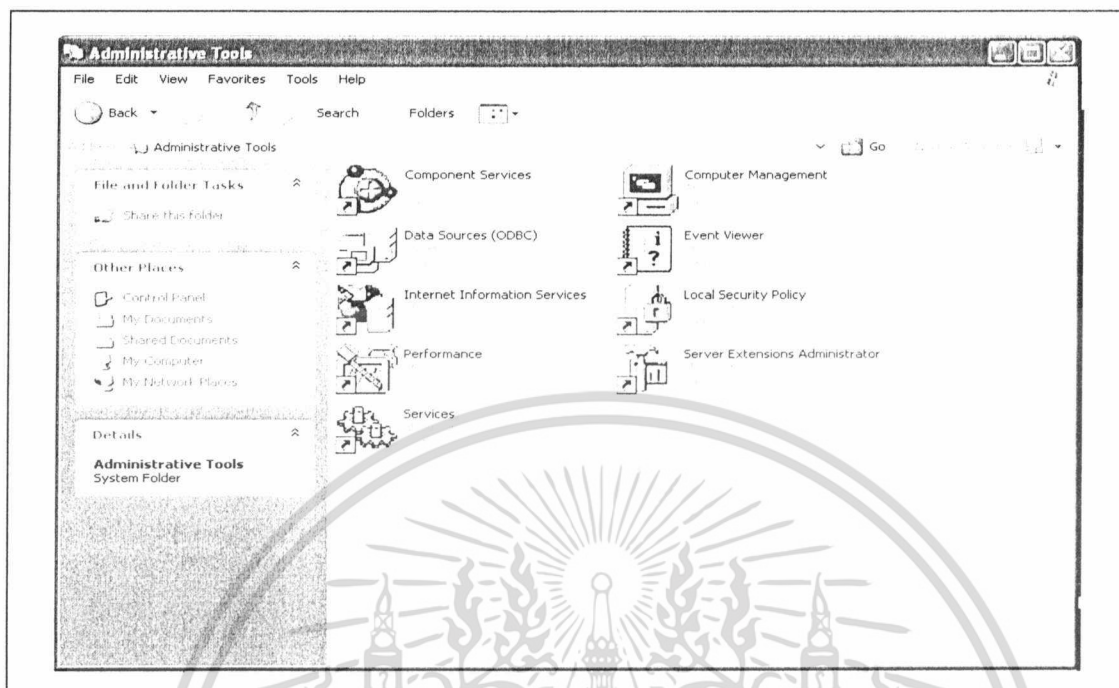 Administrative Tools
File Edit View Favorites Tools Help
Back Search Folders
Administrative Tools Go
File and Folder Tasks
Share this folder
Other Places
Control Panel
My Documents
Shared Documents
My Computer
My Network Places
Details
Administrative Tools
System Folder
Component Services
Computer Management
Data Sources (ODBC)
Event Viewer
Internet Information Services
Local Security Policy
Performance
Server Extensions Administrator
Services